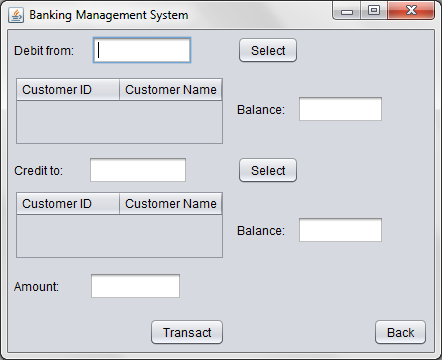 Banking Management System
Debit from: Select
Customer ID Customer Name
Balance:
Credit to: Select
Customer ID Customer Name
Balance:
Amount:
Transact Back